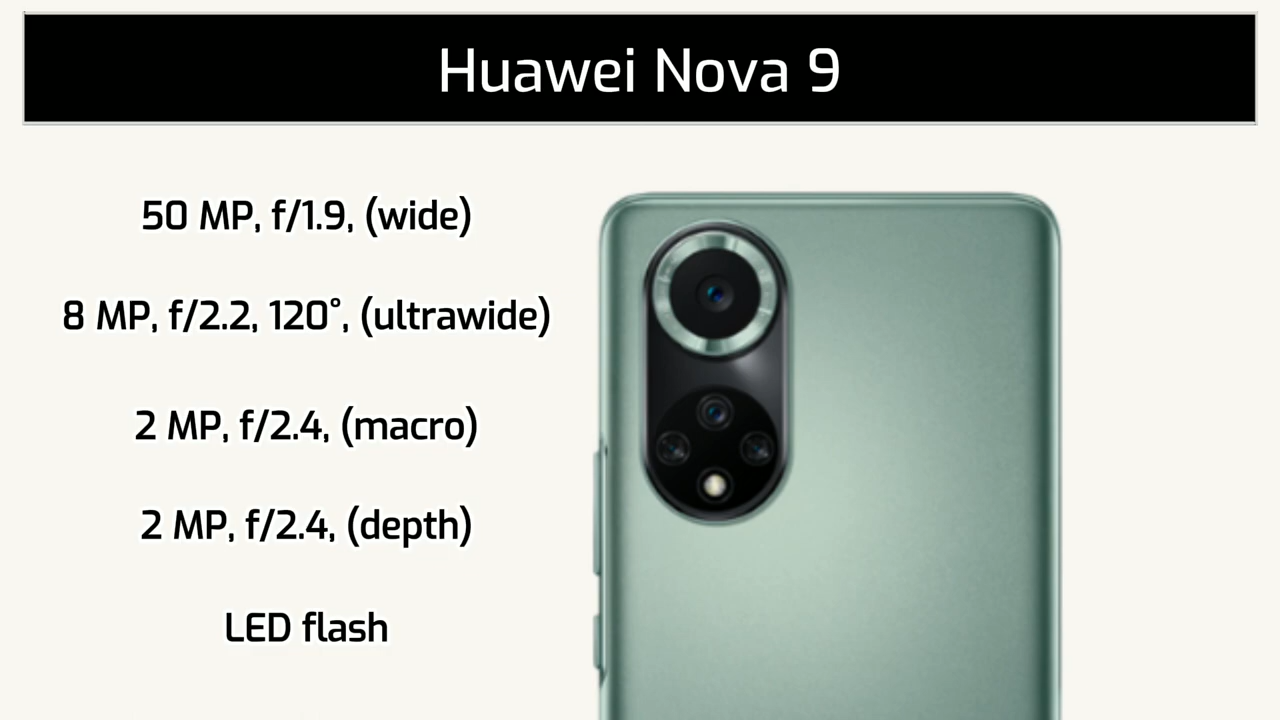 Huawei Nova 9
50 MP, f/1.9, (wide)
8 MP, f/2.2, 120°, (ultrawide)
2 MP, f/2.4, (macro)
2 MP, f/2.4, (depth)
LED flash